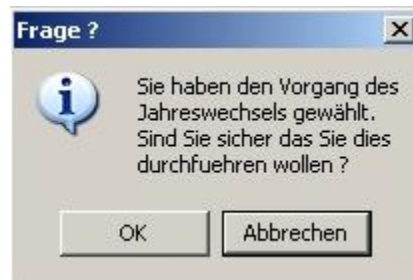 Frage ?
Sie haben den Vorgang des
Jahreswechsels gewählt.
Sind Sie sicher das Sie dies
durchfuehren wollen ?
OK
Abbrechen